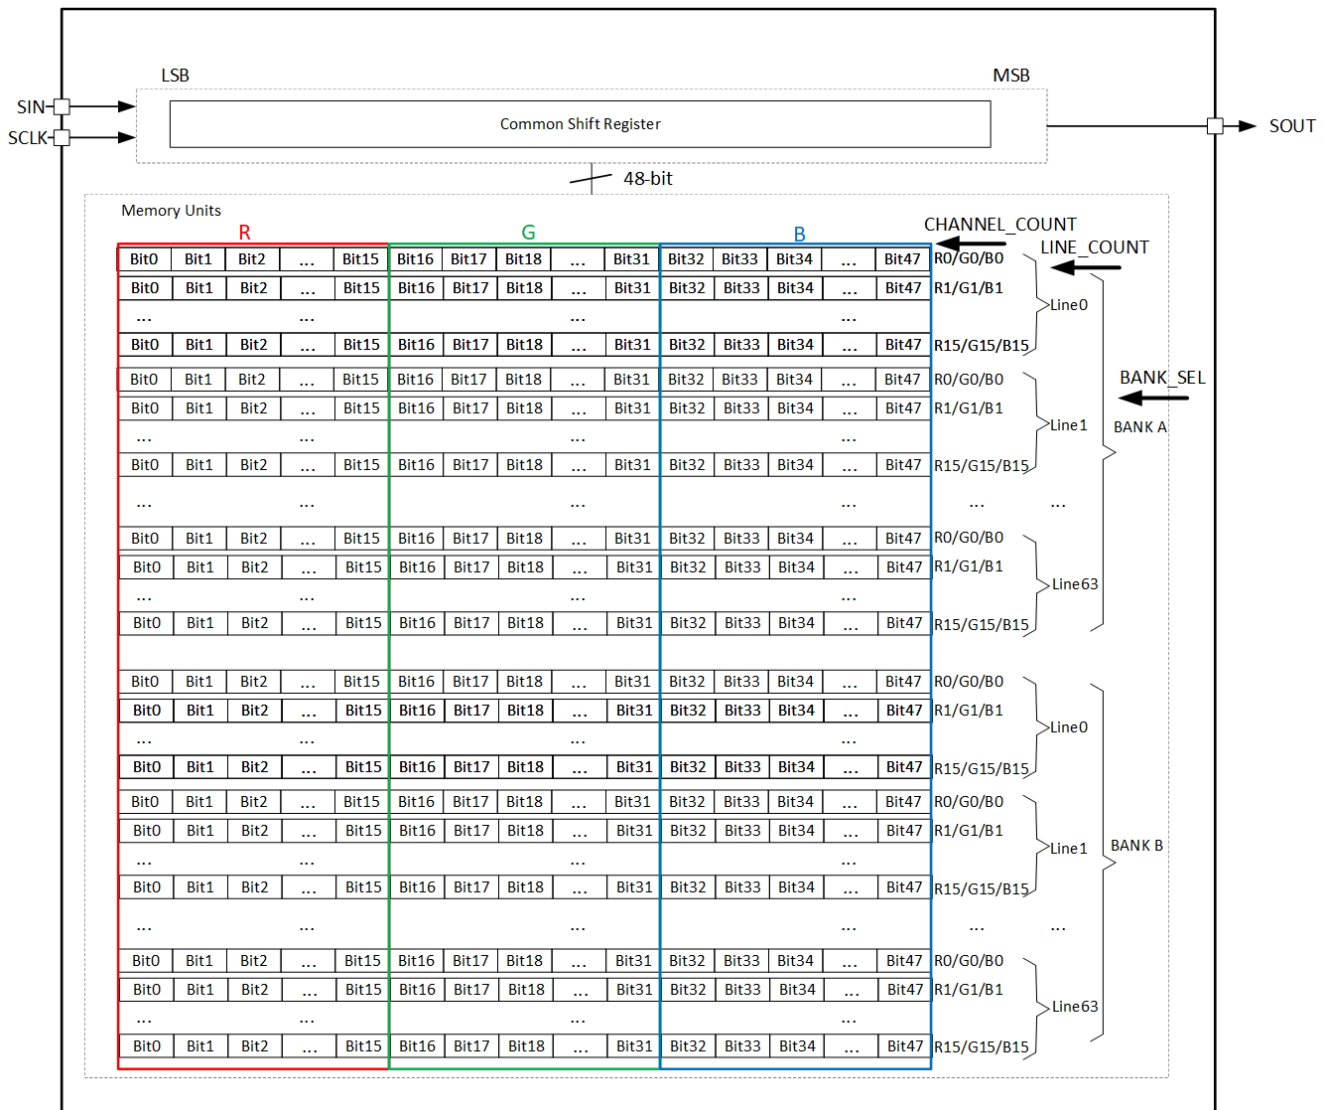 LSB MSB
SIN
Common Shift Register
SOUT
SCLK
48-bit
Memory Units
R G B
CHANNEL_COUNT
LINE_COUNT
Bit0 Bit1 Bit2 ... Bit15 Bit16 Bit17 Bit18 ... Bit31 Bit32 Bit33 Bit34 ... Bit47 R0/G0/B0
Bit0 Bit1 Bit2 ... Bit15 Bit16 Bit17 Bit18 ... Bit31 Bit32 Bit33 Bit34 ... Bit47 R1/G1/B1
Line0
... ... ... ...
Bit0 Bit1 Bit2 ... Bit15 Bit16 Bit17 Bit18 ... Bit31 Bit32 Bit33 Bit34 ... Bit47 R15/G15/B15
Bit0 Bit1 Bit2 ... Bit15 Bit16 Bit17 Bit18 ... Bit31 Bit32 Bit33 Bit34 ... Bit47 R0/G0/B0
BANK_SEL
Bit0 Bit1 Bit2 ... Bit15 Bit16 Bit17 Bit18 ... Bit31 Bit32 Bit33 Bit34 ... Bit47 R1/G1/B1
Line1 BANK A
... ... ... ...
Bit0 Bit1 Bit2 ... Bit15 Bit16 Bit17 Bit18 ... Bit31 Bit32 Bit33 Bit34 ... Bit47 R15/G15/B15
... ... ... ... ... ...
Bit0 Bit1 Bit2 ... Bit15 Bit16 Bit17 Bit18 ... Bit31 Bit32 Bit33 Bit34 ... Bit47 R0/G0/B0
Bit0 Bit1 Bit2 ... Bit15 Bit16 Bit17 Bit18 ... Bit31 Bit32 Bit33 Bit34 ... Bit47 R1/G1/B1
Line63
... ... ... ...
Bit0 Bit1 Bit2 ... Bit15 Bit16 Bit17 Bit18 ... Bit31 Bit32 Bit33 Bit34 ... Bit47 R15/G15/B15
Bit0 Bit1 Bit2 ... Bit15 Bit16 Bit17 Bit18 ... Bit31 Bit32 Bit33 Bit34 ... Bit47 R0/G0/B0
Bit0 Bit1 Bit2 ... Bit15 Bit16 Bit17 Bit18 ... Bit31 Bit32 Bit33 Bit34 ... Bit47 R1/G1/B1
Line0
... ... ... ...
Bit0 Bit1 Bit2 ... Bit15 Bit16 Bit17 Bit18 ... Bit31 Bit32 Bit33 Bit34 ... Bit47 R15/G15/B15
Bit0 Bit1 Bit2 ... Bit15 Bit16 Bit17 Bit18 ... Bit31 Bit32 Bit33 Bit34 ... Bit47 R0/G0/B0
Bit0 Bit1 Bit2 ... Bit15 Bit16 Bit17 Bit18 ... Bit31 Bit32 Bit33 Bit34 ... Bit47 R1/G1/B1
Line1 BANK B
... ... ... ...
Bit0 Bit1 Bit2 ... Bit15 Bit16 Bit17 Bit18 ... Bit31 Bit32 Bit33 Bit34 ... Bit47 R15/G15/B15
... ... ... ... ... ...
Bit0 Bit1 Bit2 ... Bit15 Bit16 Bit17 Bit18 ... Bit31 Bit32 Bit33 Bit34 ... Bit47 R0/G0/B0
Bit0 Bit1 Bit2 ... Bit15 Bit16 Bit17 Bit18 ... Bit31 Bit32 Bit33 Bit34 ... Bit47 R1/G1/B1
Line63
... ... ... ...
Bit0 Bit1 Bit2 ... Bit15 Bit16 Bit17 Bit18 ... Bit31 Bit32 Bit33 Bit34 ... Bit47 R15/G15/B15